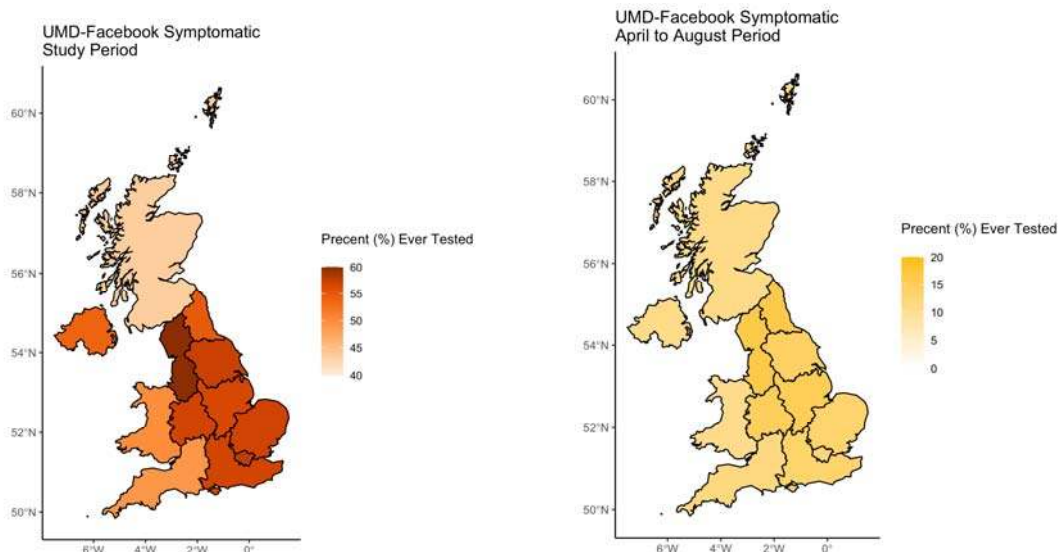 UMD-Facebook Symptomatic
Study Period
60°N
58°N
56°N
54°N
52°N
50°N
6°W
4°W
2°W
0°
Precent (%) Ever Tested
60
55
50
45
40
UMD-Facebook Symptomatic
April to August Period
60°N
58°N
56°N
54°N
52°N
50°N
6°W
4°W
2°W
0°
Precent (%) Ever Tested
20
15
10
5
0